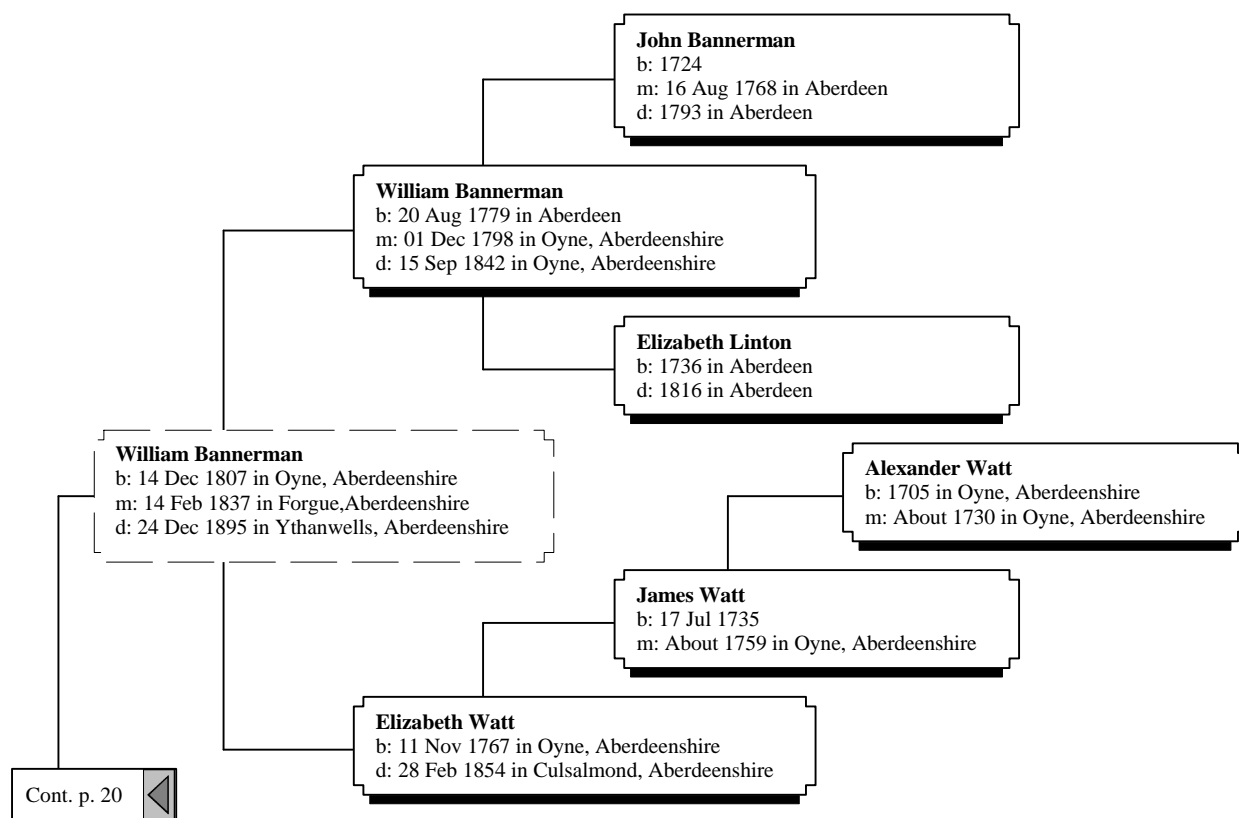 John Bannerman
b: 1724
m: 16 Aug 1768 in Aberdeen
d: 1793 in Aberdeen
William Bannerman
b: 20 Aug 1779 in Aberdeen
m: 01 Dec 1798 in Oyne, Aberdeenshire
d: 15 Sep 1842 in Oyne, Aberdeenshire
Elizabeth Linton
b: 1736 in Aberdeen
d: 1816 in Aberdeen
William Bannerman
b: 14 Dec 1807 in Oyne, Aberdeenshire
m: 14 Feb 1837 in Forgue,Aberdeenshire
d: 24 Dec 1895 in Ythanwells, Aberdeenshire
Alexander Watt
b: 1705 in Oyne, Aberdeenshire
m: About 1730 in Oyne, Aberdeenshire
James Watt
b: 17 Jul 1735
m: About 1759 in Oyne, Aberdeenshire
Elizabeth Watt
b: 11 Nov 1767 in Oyne, Aberdeenshire
d: 28 Feb 1854 in Culsalmond, Aberdeenshire
Cont. p. 20